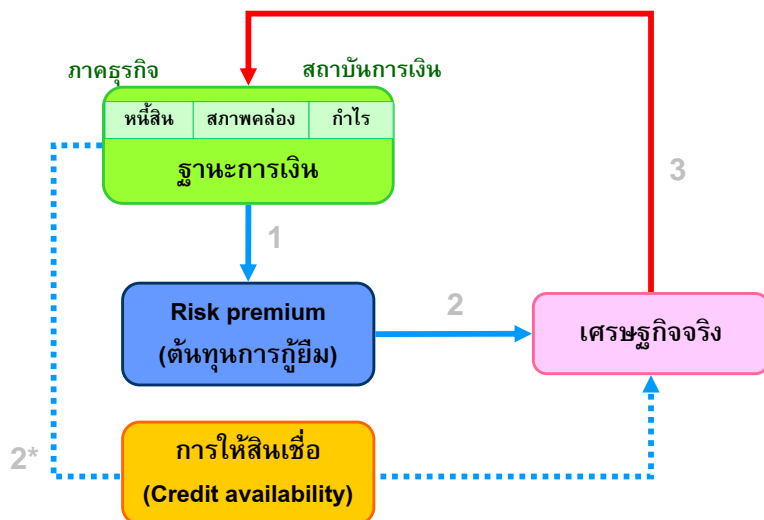 ภาคธุรกิจ
สถาบันการเงิน
หนี้สิน
สภาพคล่อง
กำไร
ฐานะการเงิน
1
3
Risk premium
(ต้นทุนการกู้ยืม)
2
เศรษฐกิจจริง
2*
การให้สินเชื่อ
(Credit availability)